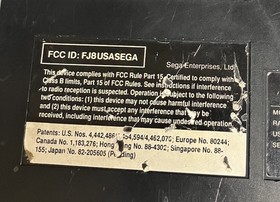 FCC ID: FJ8USASEGA
Sega Enterprises, Ltd.
This device complies with FCC Rule Part 15. Certified to comply with
Class B limits, Part 15 of FCC Rules. See instructions if interference
to radio reception is suspected. Operation is subject to the following
two conditions: (1) this device may not cause harmful interference
and (2) this device must accept any interference received including
interference that may cause undesired operation.
Patents: U.S. Nos. 4,442,486/4,454,594/4,462,076; Europe No. 80244;
Canada No. 1,183,276; Hong No. 88-4302; Singapore No. 88-
155; Japan No. 82-205605 (Pending)